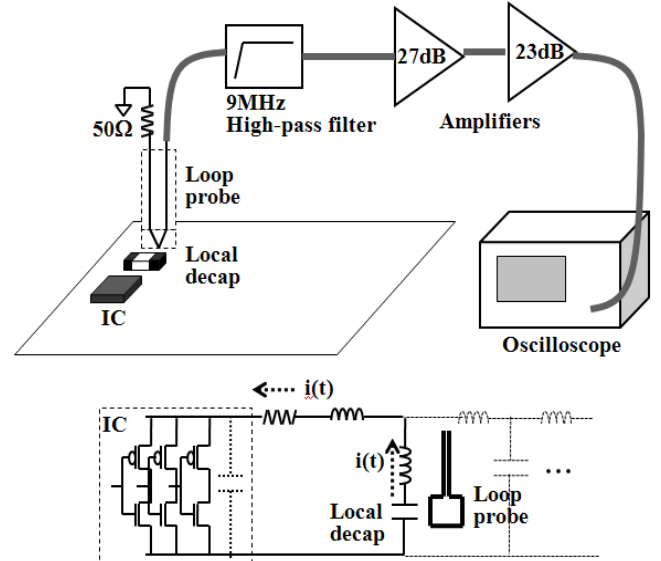 27dB
23dB
50Ω
9MHz
High-pass filter
Amplifiers
Loop
probe
Local
decap
IC
Oscilloscope
i(t)
IC
i(t)
Local
decap
Loop
probe
...